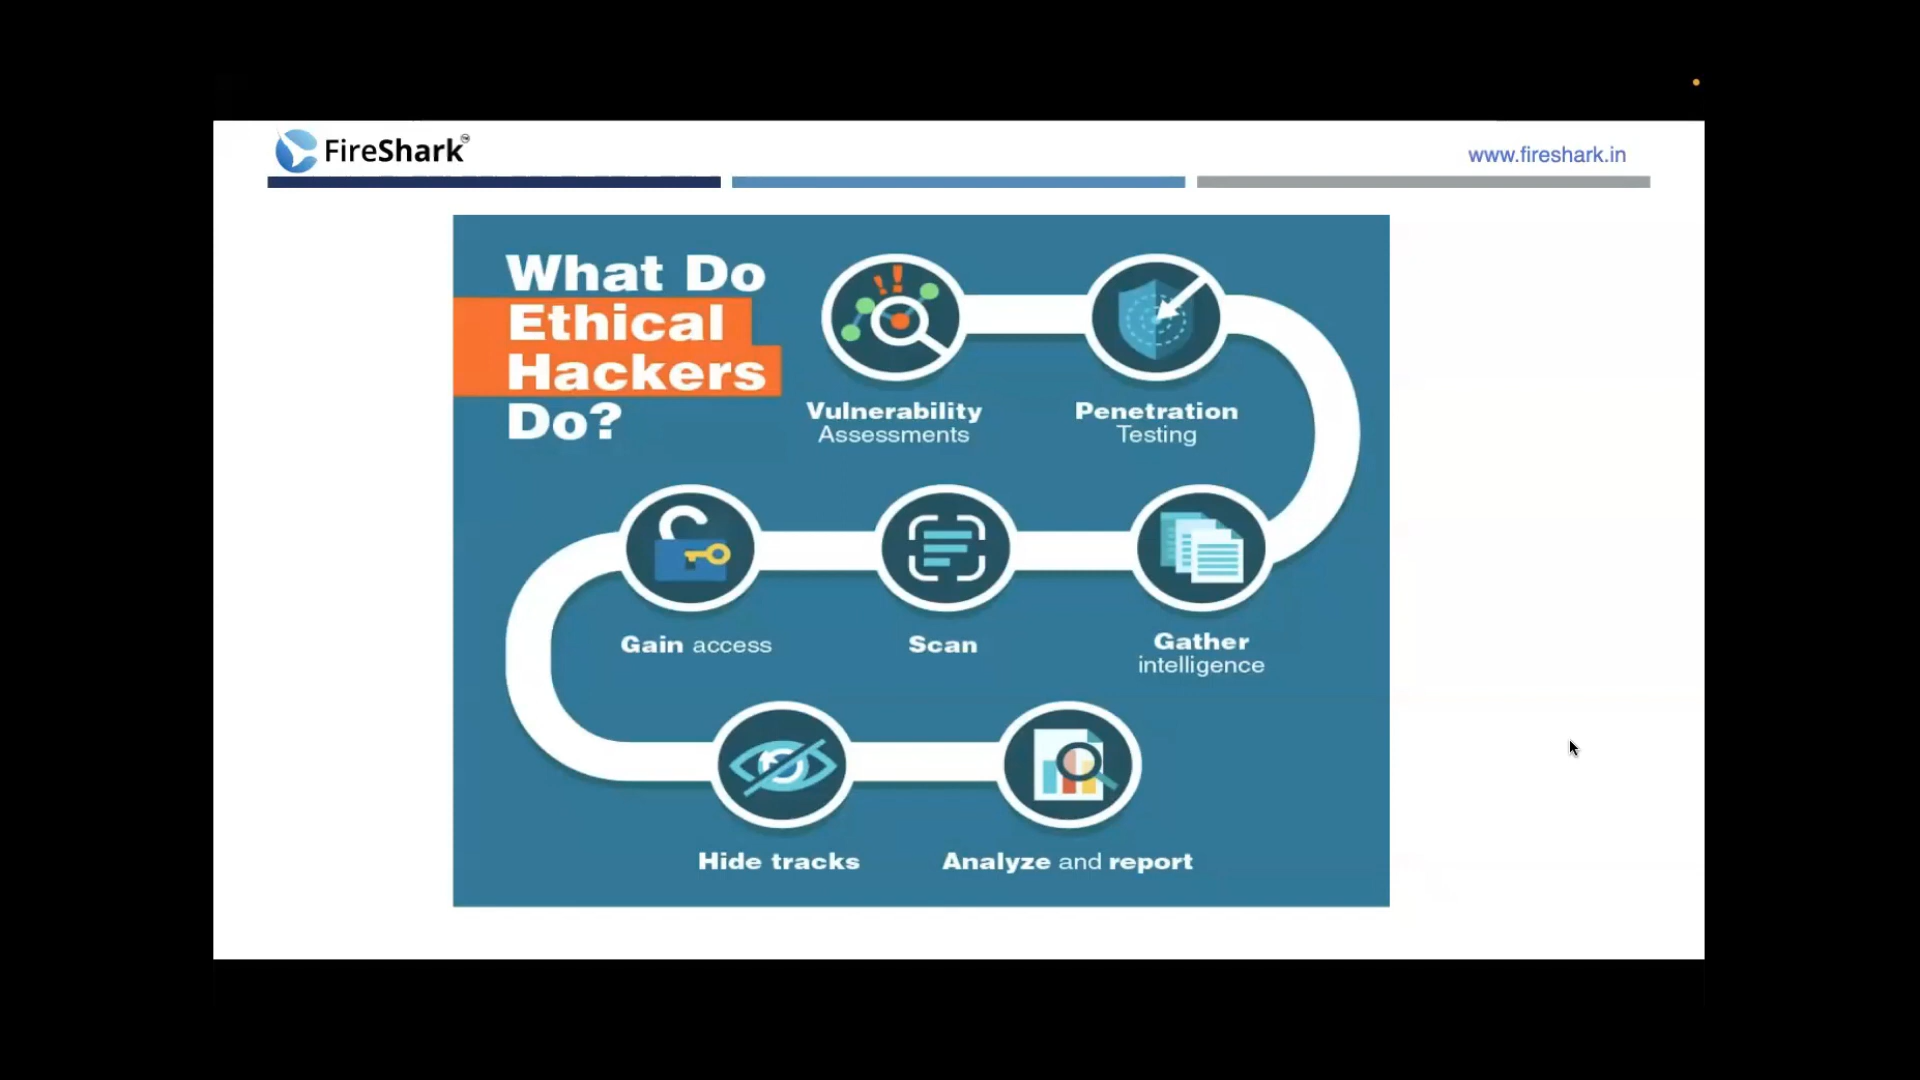 FireShark™
www.fireshark.in
What Do
Ethical
Hackers
Do?
Vulnerability
Assessments
Penetration
Testing
Gain access
Scan
Gather
intelligence
Hide tracks
Analyze and report